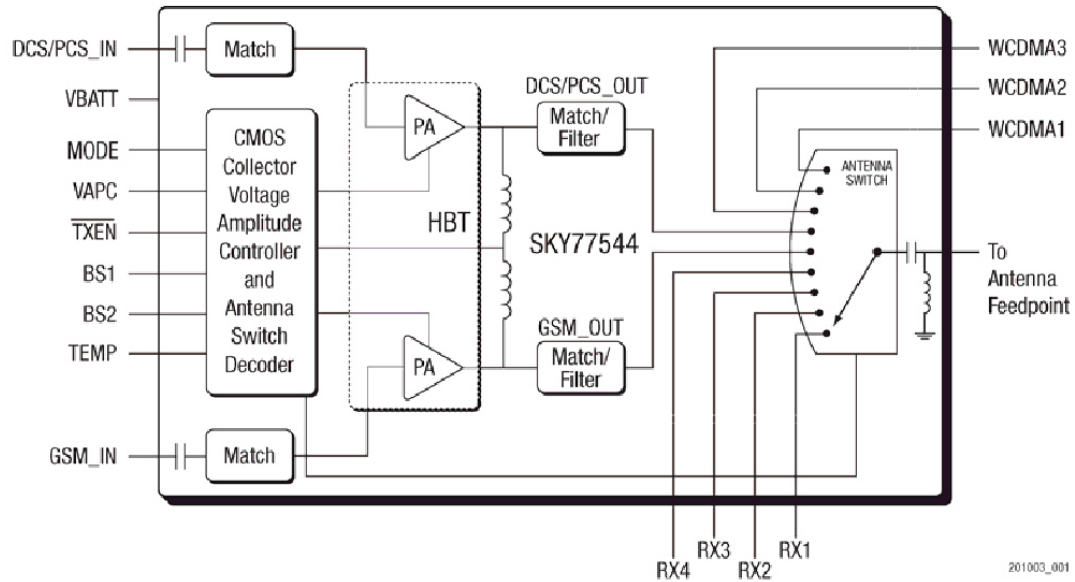 DCS/PCS_IN
Match
WCDMA3
VBATT
DCS/PCS_OUT
WCDMA2
Match/
Filter
PA
WCDMA1
MODE
CMOS
Collector
Voltage
Amplitude
Controller
and
Antenna
Switch
Decoder
ANTENNA
SWITCH
VAPC
TXEN
HBT
SKY77544
To
Antenna
Feedpoint
BS1
BS2
GSM_OUT
Match/
Filter
TEMP
PA
GSM_IN
Match
RX4
RX3
RX2
RX1
201003_001